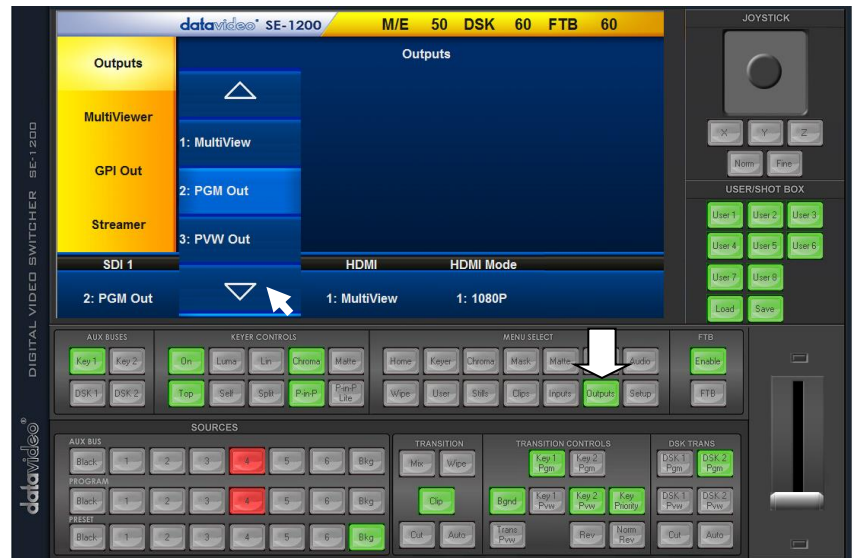 datavideo® SE-1200 M/E 50 DSK 60 FTB 60
Outputs
Outputs
MultiViewer
GPI Out
Streamer
1: MultiView
2: PGM Out
3: PVW Out
SDI 1 HDMI HDMI Mode
2: PGM Out 1: MultiView 1: 1080P
JOYSTICK
X Y Z
Norm Fine
USER/SHOT BOX
User 1 User 2 User 3
User 4 User 5 User 6
User 7 User 8
Load Save
DIGITAL VIDEO SWITCHER SE-1200
datavideo®
AUX BUSES KEYER CONTROLS MENU SELECT FTB
Key 1 Key 2 On Luma Lin Chroma Matte Home Keyer Chroma Mask Matte Audio Enable
DSK 1 DSK 2 Top Self Split P-in-P P-in-P Lite Wipe User Stills Clips Inputs Outputs Setup FTB
SOURCES
AUX BUS TRANSITION TRANSITION CONTROLS DSK TRANS
Black 1 2 3 4 5 6 Bkg Mix Wipe Key 1 Pgm Key 2 Pgm DSK 1 Pgm DSK 2 Pgm
PROGRAM
Black 1 2 3 4 5 6 Bkg Clip Bgnd Key 1 Pvw Key 2 Pvw Key Priority DSK 1 Pvw DSK 2 Pvw
PRESET
Black 1 2 3 4 5 6 Bkg Cut Auto Trans Pvw Rev Norm Rev Cut Auto